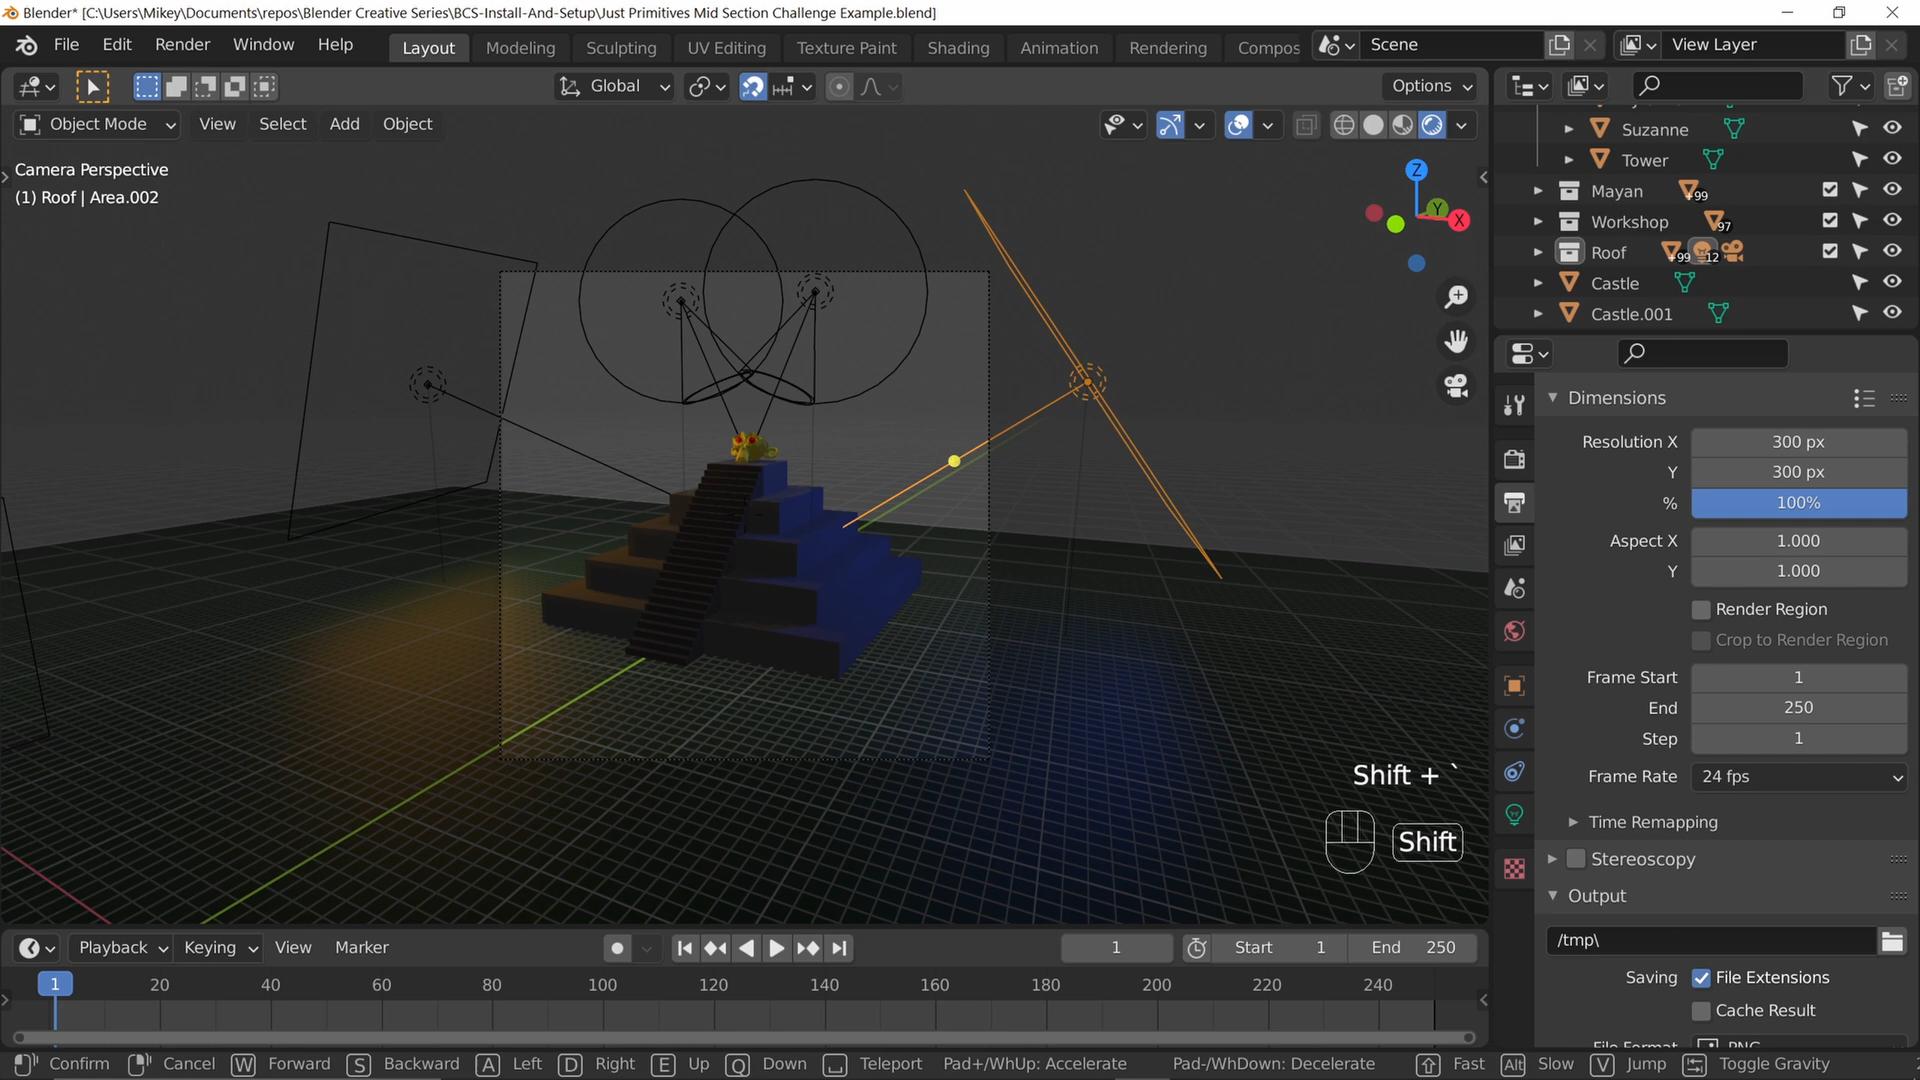 Blender* [C:\Users\Mikey\Documents\repos\Blender Creative Series\BCS-Install-And-Setup\Just Primitives Mid Section Challenge Example.blend]
File Edit Render Window Help Layout Modeling Sculpting UV Editing Texture Paint Shading Animation Rendering Compos Scene View Layer
Global Options
Object Mode View Select Add Object
Camera Perspective
(1) Roof | Area.002
Z
Y
X
Suzanne
Tower
Mayan +99
Workshop 97
Roof +99 12
Castle
Castle.001
Dimensions
Resolution X 300 px
Y 300 px
% 100%
Aspect X 1.000
Y 1.000
Render Region
Crop to Render Region
Frame Start 1
End 250
Step 1
Frame Rate 24 fps
Time Remapping
Stereoscopy
Output
/tmp\
Saving File Extensions
Cache Result
Shift + `
Shift
Playback Keying View Marker 1 Start 1 End 250
1 20 40 60 80 100 120 140 160 180 200 220 240
Confirm Cancel W Forward S Backward A Left D Right E Up Q Down Teleport Pad+/WhUp: Accelerate Pad-/WhDown: Decelerate Fast Alt Slow V Jump Toggle Gravity